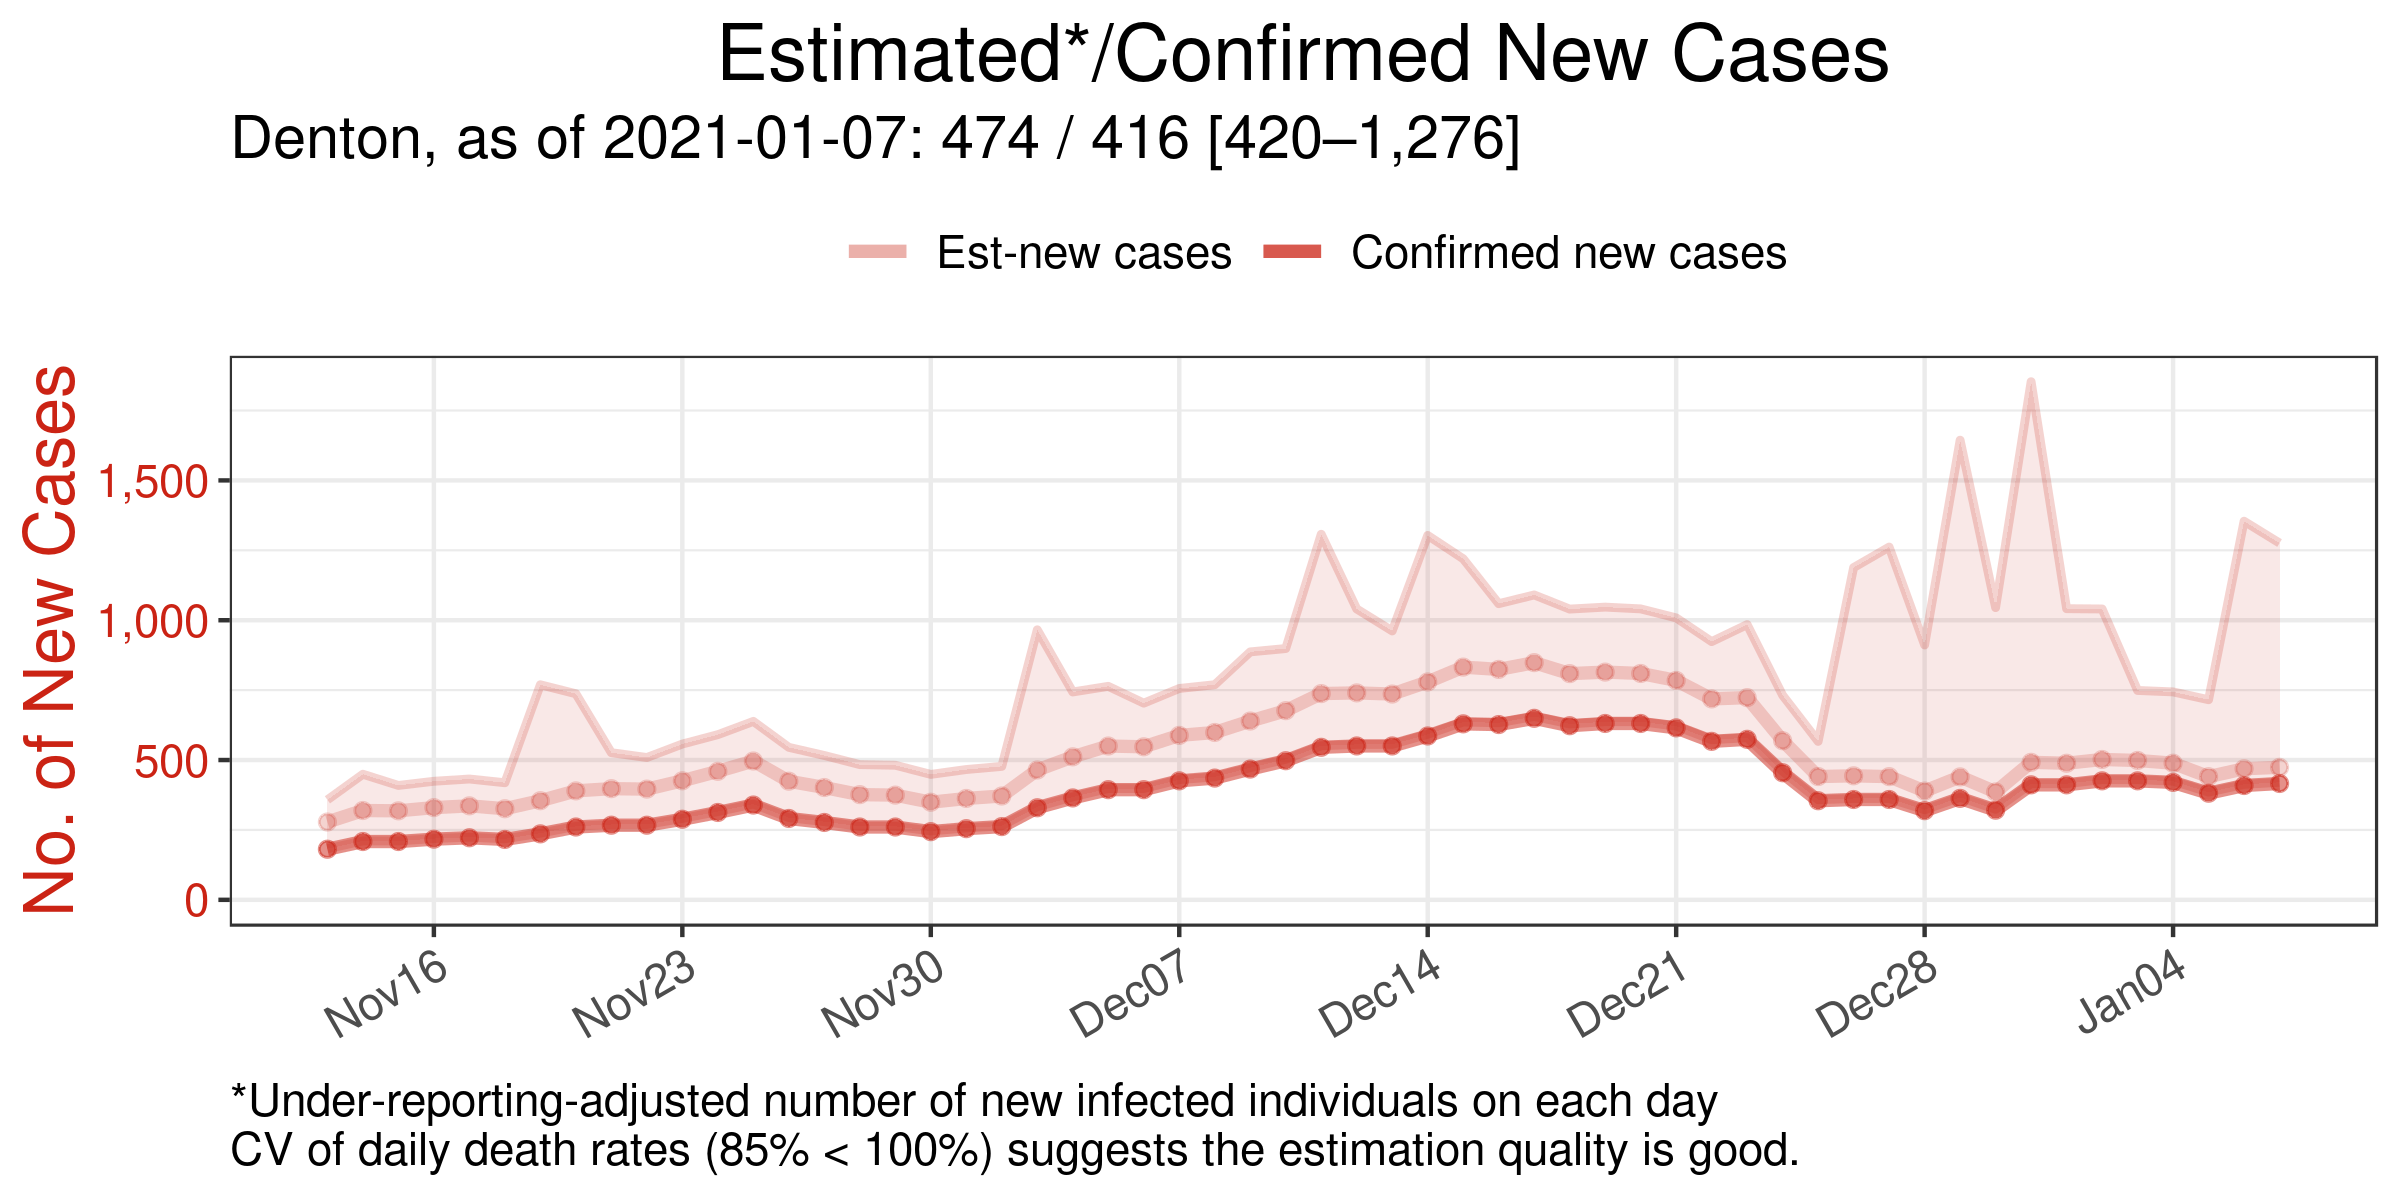 Estimated*/Confirmed New Cases
Denton, as of 2021-01-07: 474 / 416 [420–1,276]
Est-new cases
Confirmed new cases
No. of New Cases
1,500
1,000
500
0
Nov16
Nov23
Nov30
Dec07
Dec14
Dec21
Dec28
Jan04
*Under-reporting-adjusted number of new infected individuals on each day
CV of daily death rates (85% < 100%) suggests the estimation quality is good.